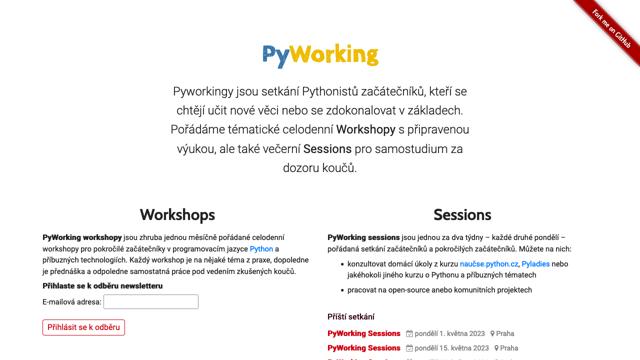 Fork me on GitHub
PyWorking
Pyworkingy jsou setkání Pythonistů začátečníků, kteří se
chtějí učit nové věci nebo se zdokonalovat v základech.
Pořádáme tématické celodenní Workshopy s připravenou
výukou, ale také večerní Sessions pro samostudium za
dozoru koučů.
Workshops
PyWorking workshopy jsou zhruba jednou měsíčně pořádané celodenní
workshopy pro pokročilé začátečníky v programovacím jazyce Python a
příbuzných technologiích. Každý workshop je na nějaké téma z praxe, dopoledne
je přednáška a odpoledne samostatná práce pod vedením zkušených koučů.
Přihlaste se k odběru newsletteru
E-mailová adresa:
Přihlásit se k odběru
Sessions
PyWorking sessions jsou jednou za dva týdny – každé druhé pondělí –
pořádaná setkání začátečníků a pokročilých začátečníků. Můžete na nich:
konzultovat domácí úkoly z kurzu naučse.python.cz, Pyladies nebo
jakéhokoli jiného kurzu o Pythonu a příbuzných tématech
pracovat na open-source anebo komunitních projektech
Příští setkání
PyWorking Sessions pondělí 1. května 2023 Praha
PyWorking Sessions pondělí 15. května 2023 Praha